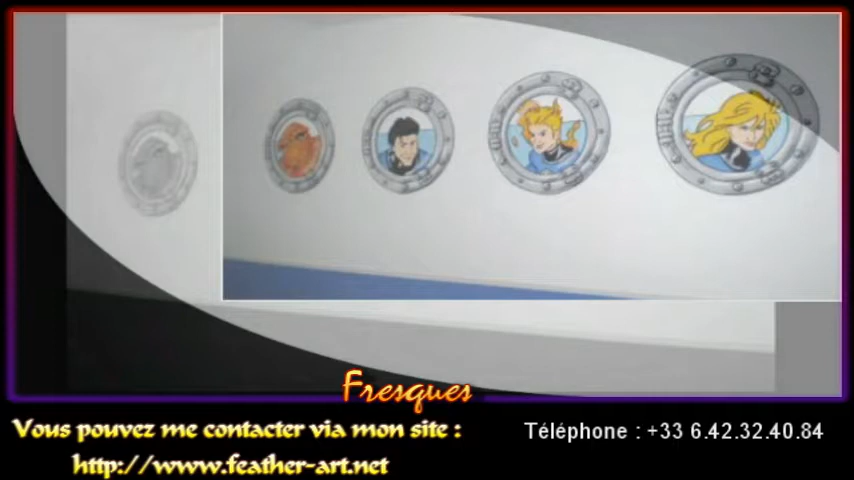 Fresques
Vous pouvez me contacter via mon site :
http://www.feather-art.net
Téléphone : +33 6.42.32.40.84